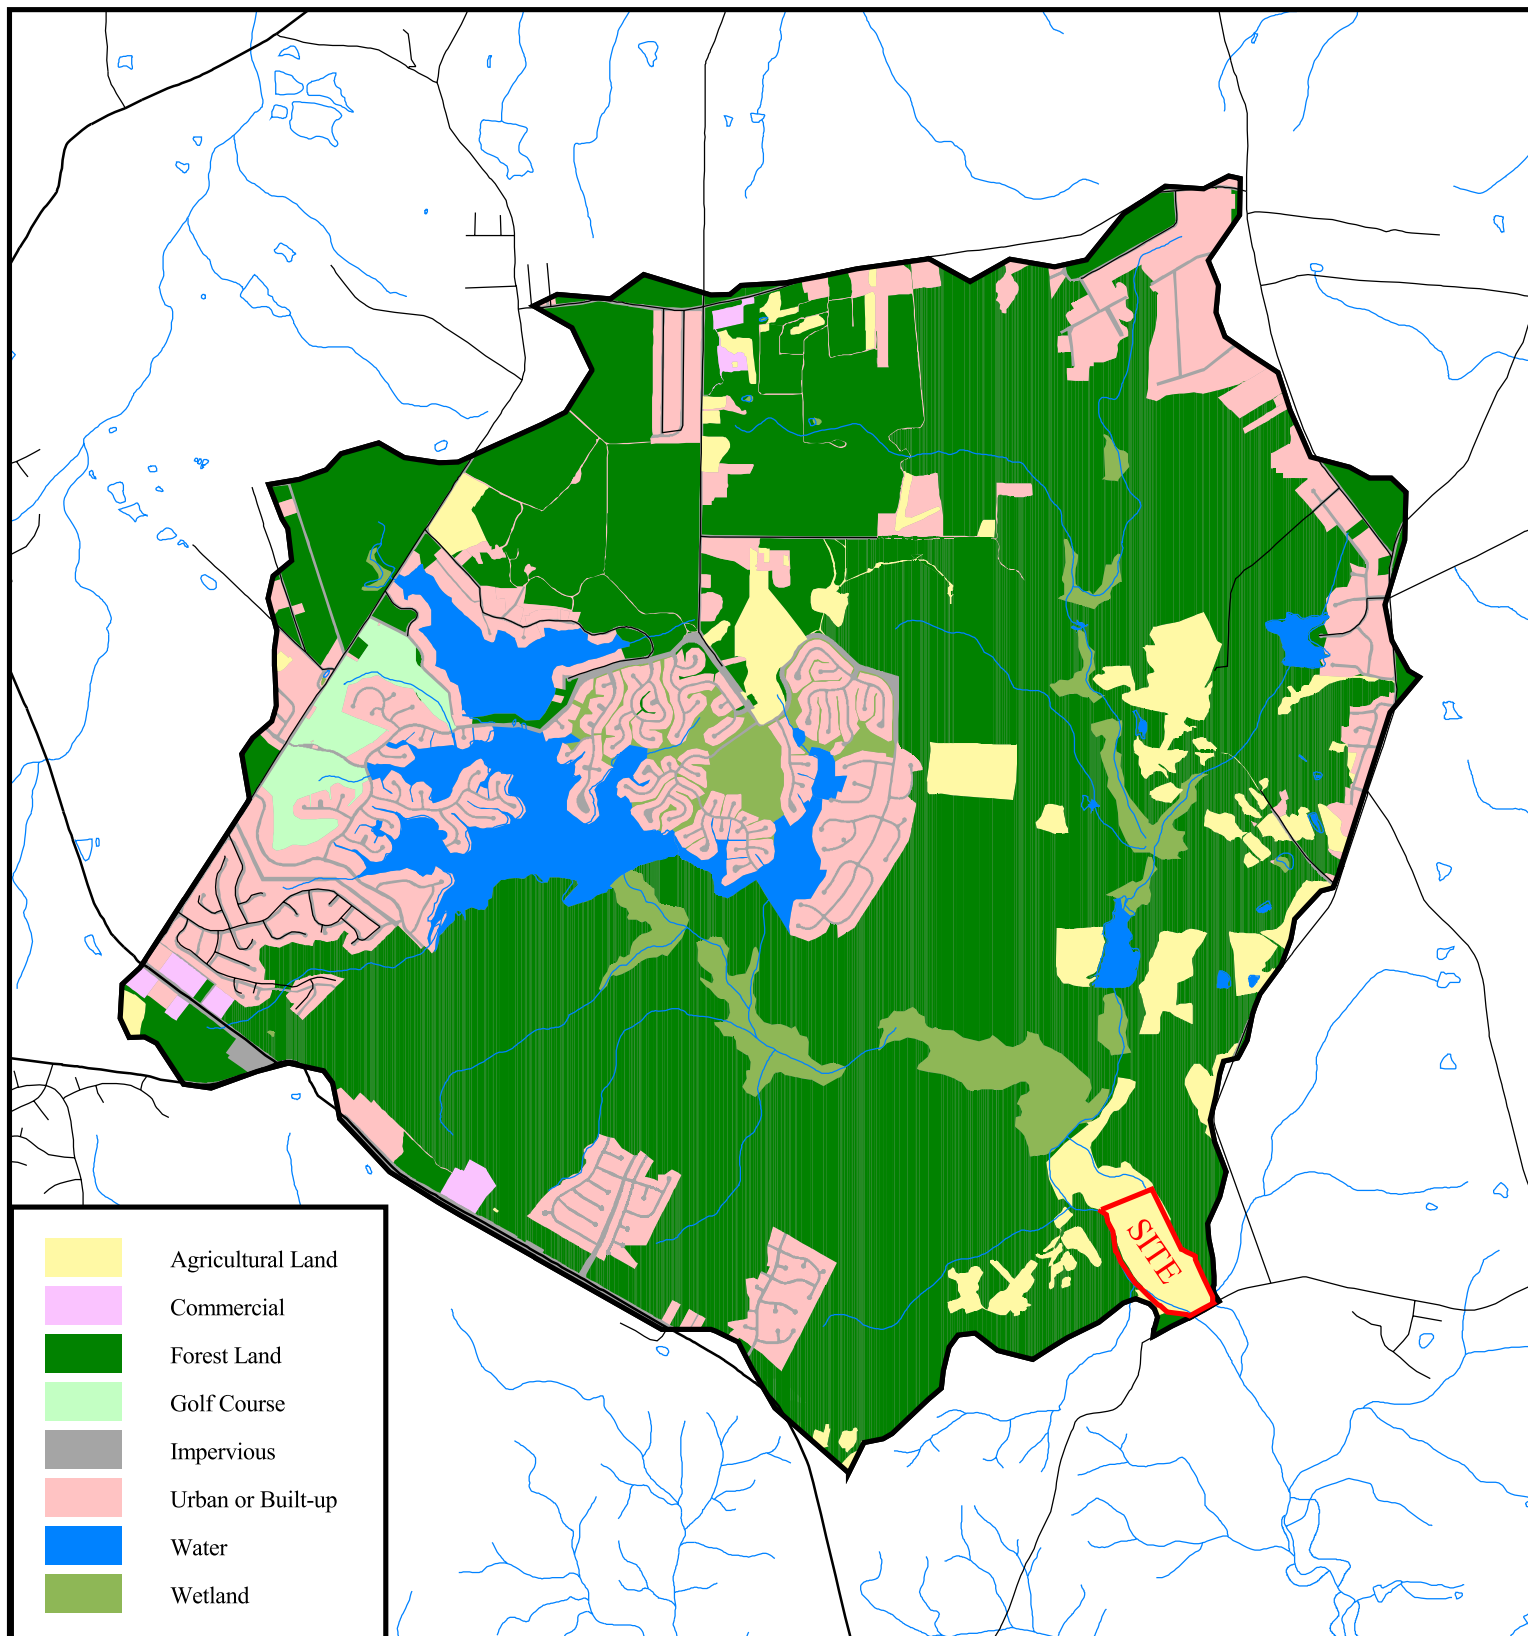 SITE
Agricultural Land
Commercial
Forest Land
Golf Course
Impervious
Urban or Built-up
Water
Wetland